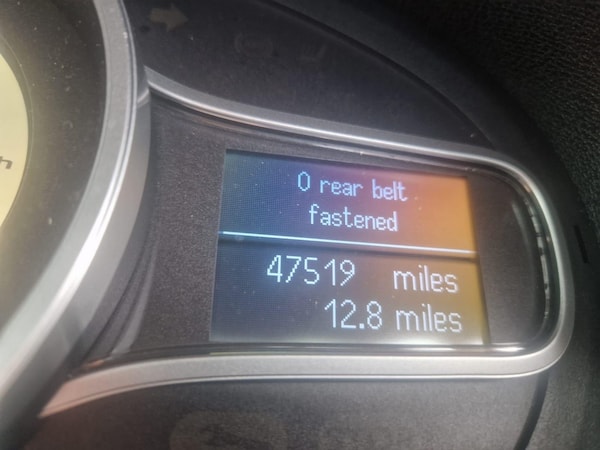 0 rear belt
fastened
47519 miles
12.8 miles